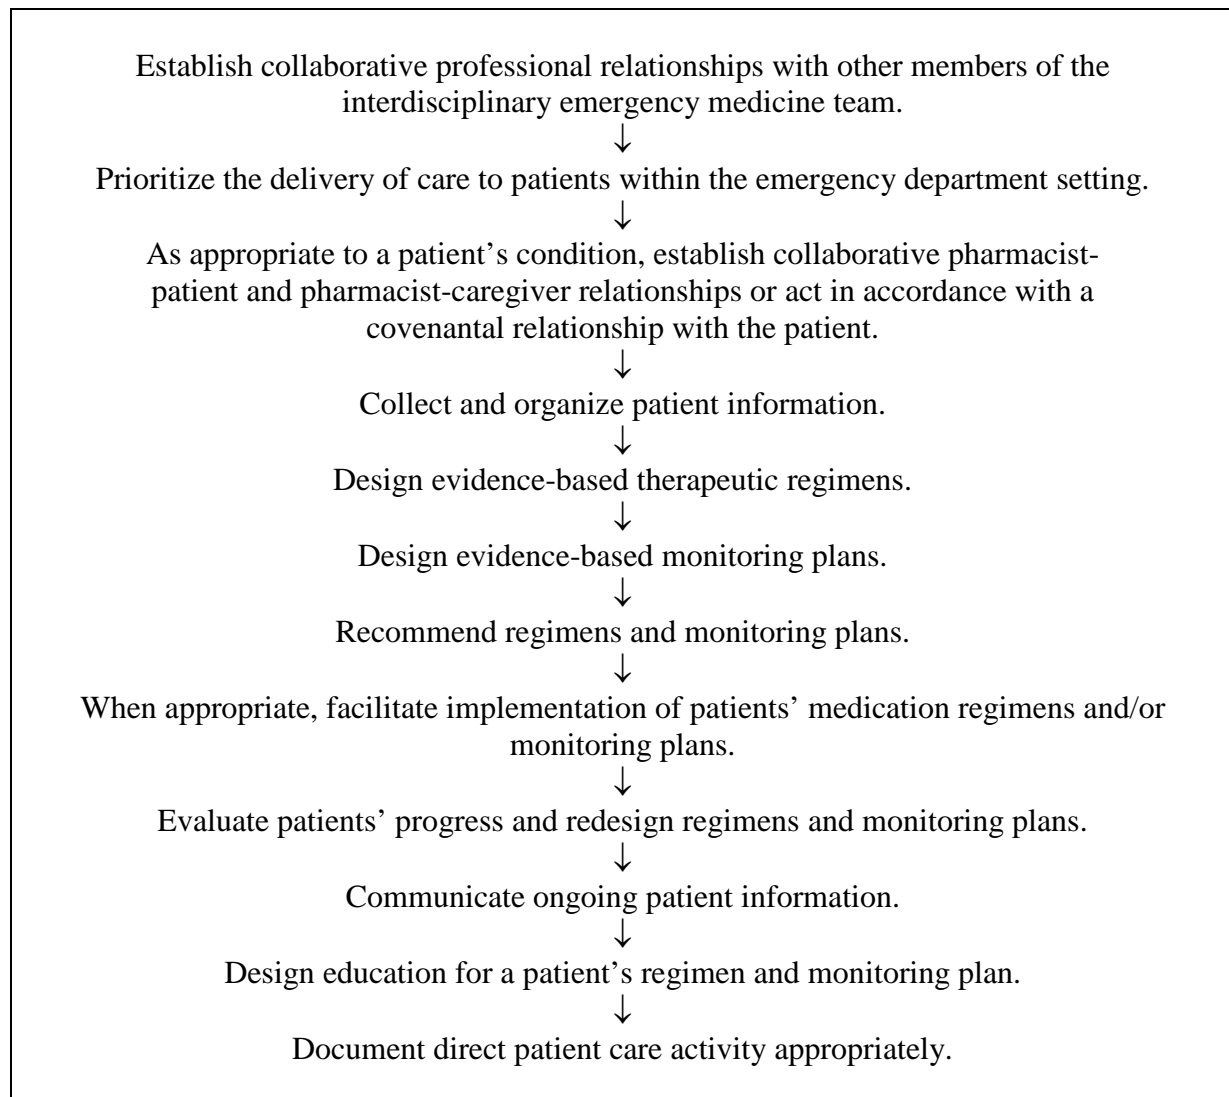 Establish collaborative professional relationships with other members of the
interdisciplinary emergency medicine team.
↓
Prioritize the delivery of care to patients within the emergency department setting.
↓
As appropriate to a patient’s condition, establish collaborative pharmacist-
patient and pharmacist-caregiver relationships or act in accordance with a
covenantal relationship with the patient.
↓
Collect and organize patient information.
↓
Design evidence-based therapeutic regimens.
↓
Design evidence-based monitoring plans.
↓
Recommend regimens and monitoring plans.
↓
When appropriate, facilitate implementation of patients’ medication regimens and/or
monitoring plans.
↓
Evaluate patients’ progress and redesign regimens and monitoring plans.
↓
Communicate ongoing patient information.
↓
Design education for a patient’s regimen and monitoring plan.
↓
Document direct patient care activity appropriately.